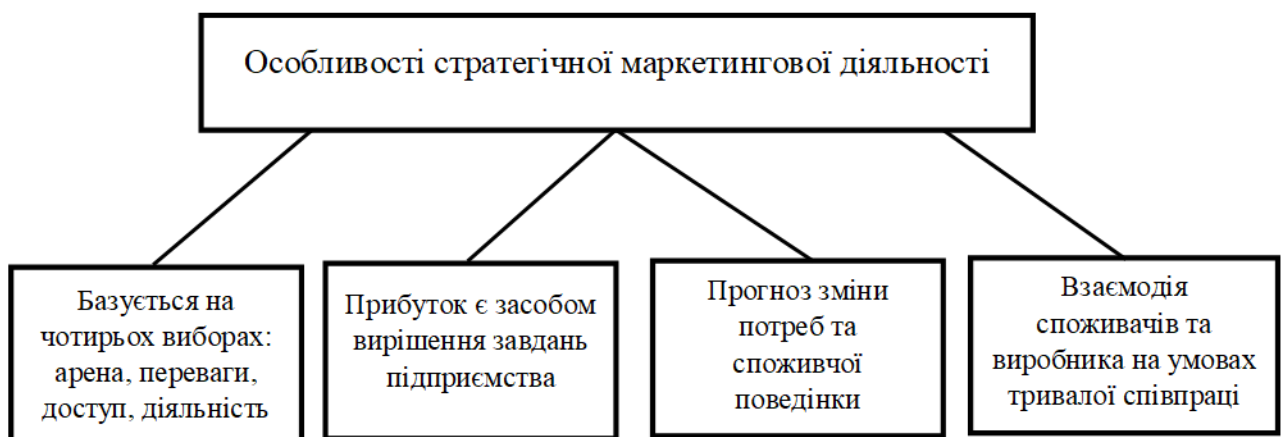 Особливості стратегічної маркетингової діяльності
Базується на
чотирьох виборах:
арена, переваги,
доступ, діяльність
Прибуток є засобом
вирішення завдань
підприємства
Прогноз зміни
потреб та
споживчої
поведінки
Взаємодія
споживачів та
виробника на умовах
тривалої співпраці